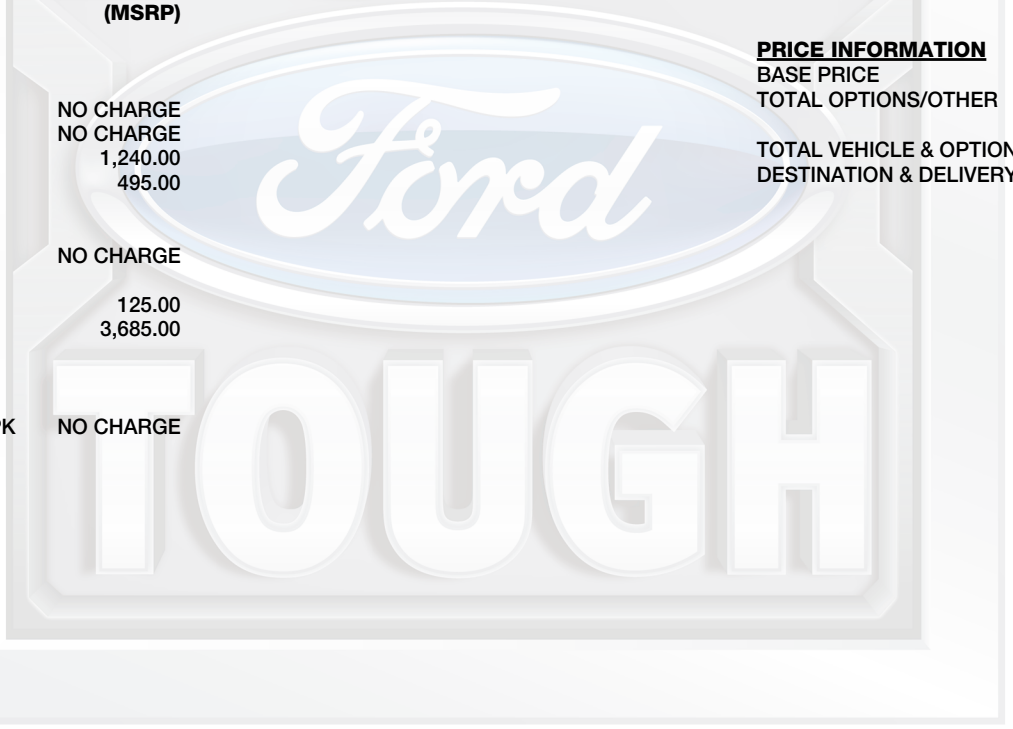 (MSRP)
NO CHARGE
NO CHARGE
1,240.00
495.00
NO CHARGE
125.00
3,685.00
PK NO CHARGE
PRICE INFORMATION
BASE PRICE
TOTAL OPTIONS/OTHER
TOTAL VEHICLE & OPTION
DESTINATION & DELIVERY
Ford
TOUGH